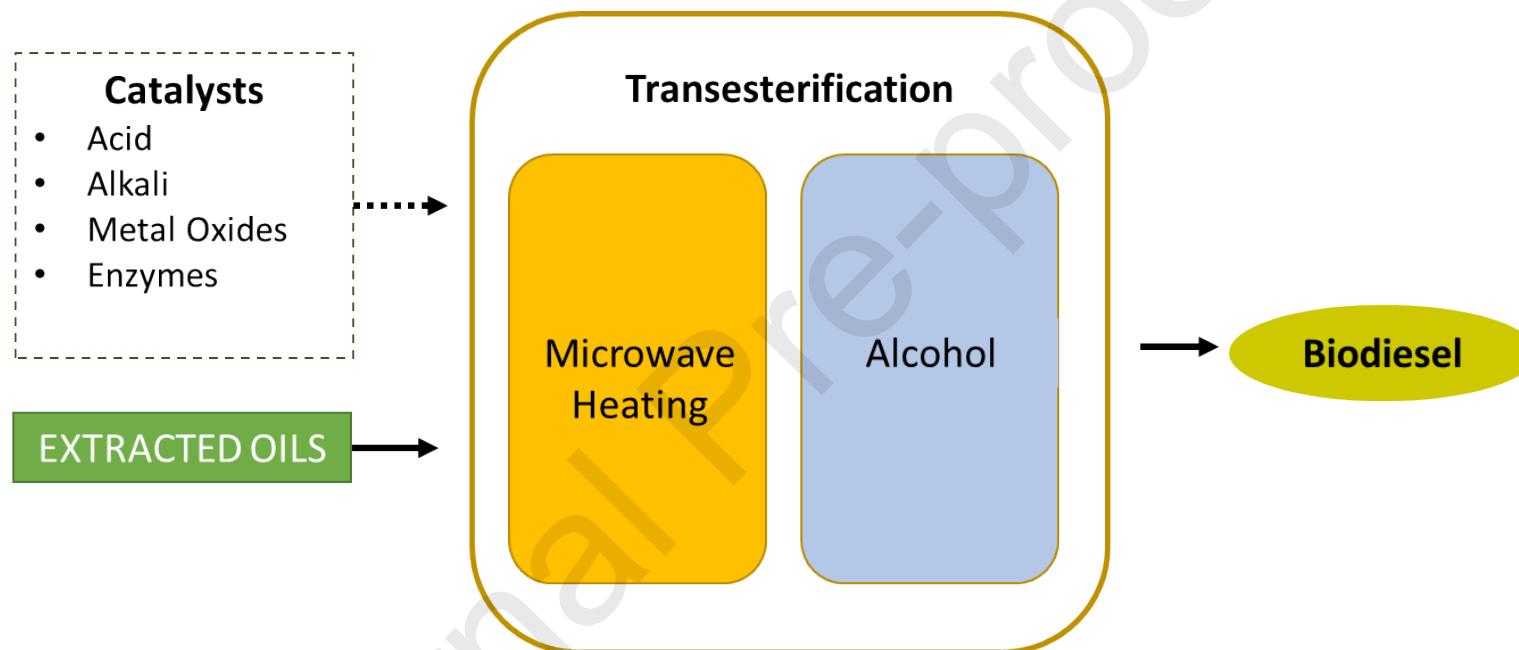 Catalysts
• Acid
• Alkali
• Metal Oxides
• Enzymes
EXTRACTED OILS
Transesterification
Microwave
Heating
Alcohol
Biodiesel